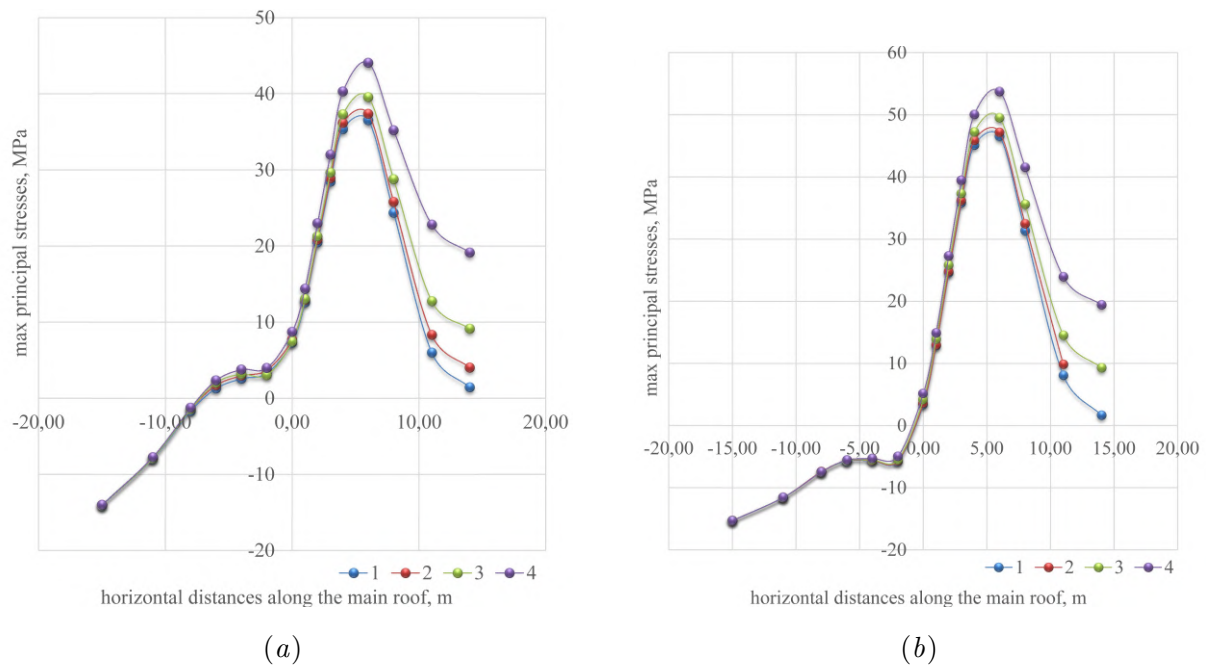 50
40
30
20
10
0
-10
-20
-20,00 -10,00 0,00 10,00 20,00
max principal stresses, MPa
1 2 3 4
horizontal distances along the main roof, m
(a)
60
50
40
30
20
10
0
-10
-20
-20,00 -15,00 -10,00 -5,00 0,00 5,00 10,00 15,00 20,00
max principal stresses, MPa
1 2 3 4
horizontal distances along the main roof, m
(b)